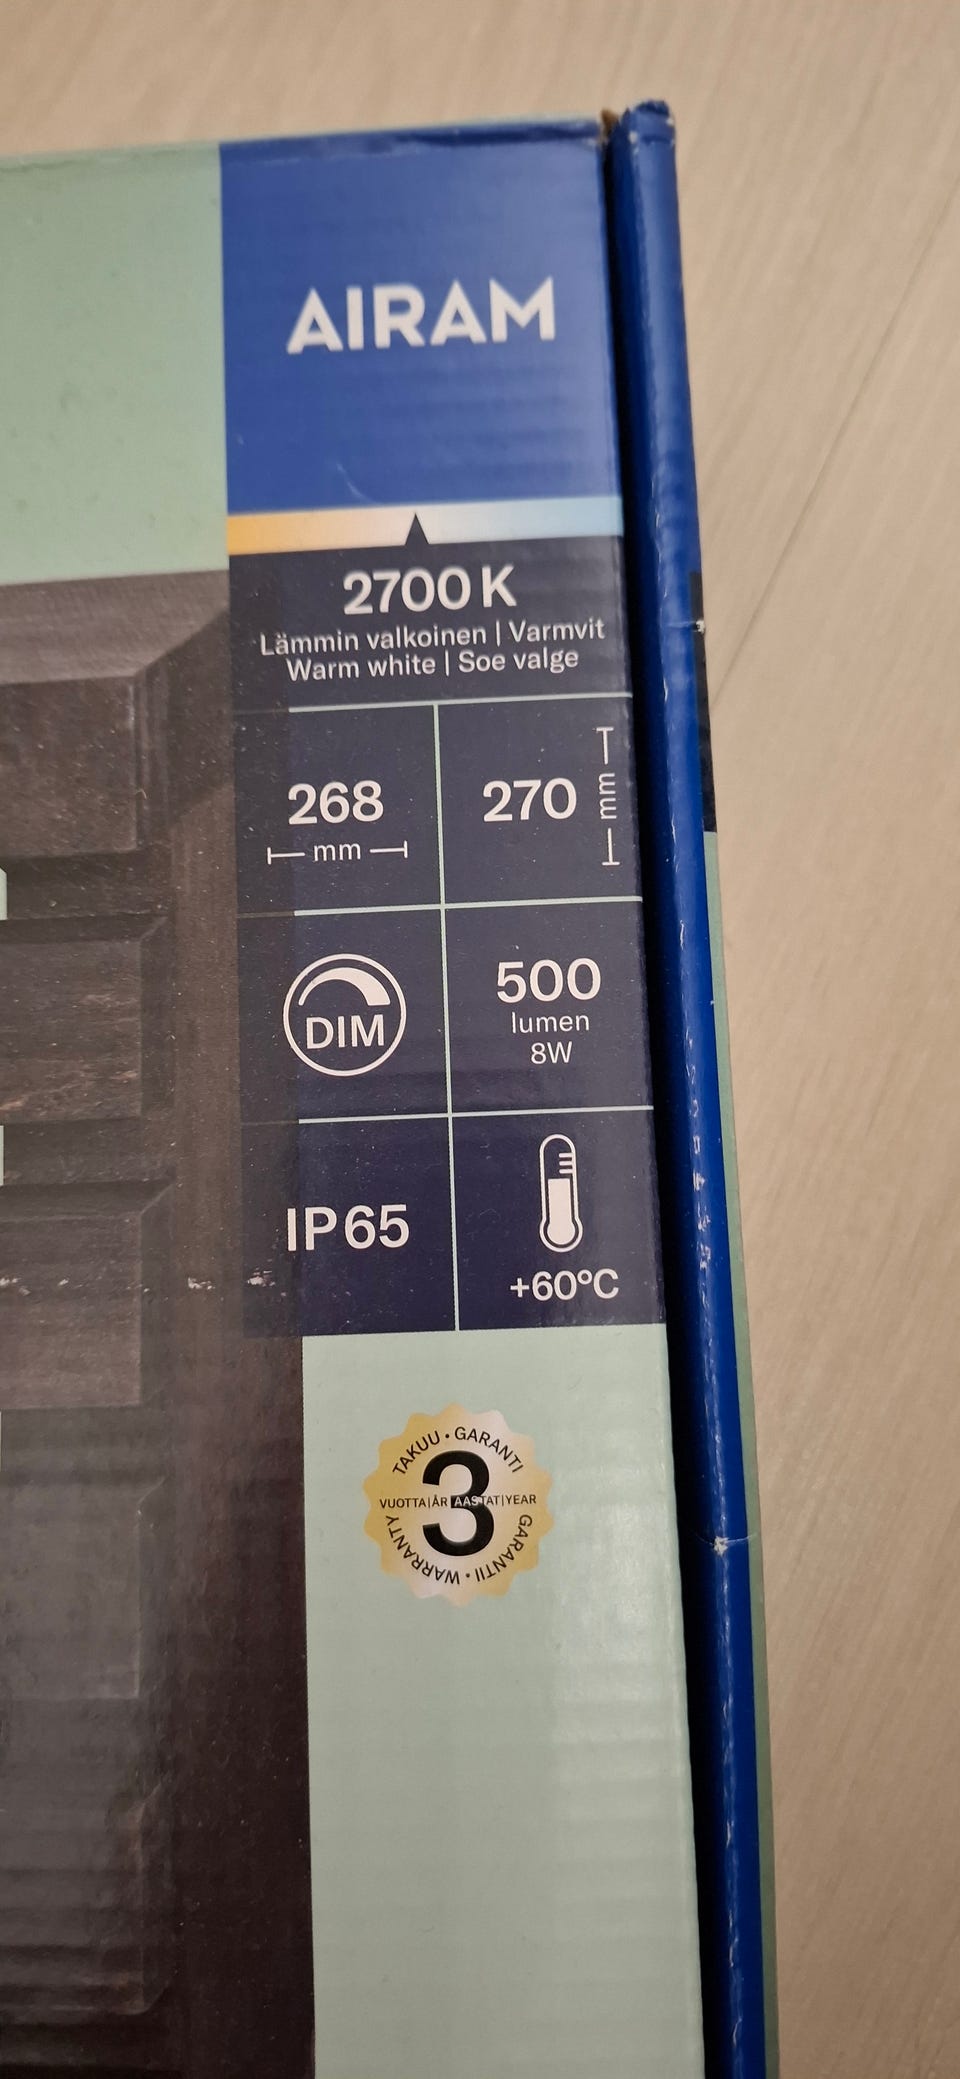 AIRAM
2700 K
Lämmin valkoinen | Varmvit
Warm white | Soe valge
268
mm
270
mm
DIM
500
lumen
8W
IP65
+60°C
TAKUU • GARANTI
3
VUOTTA|ÅR|AASTAT|YEAR
GARANTII • WARRANTY